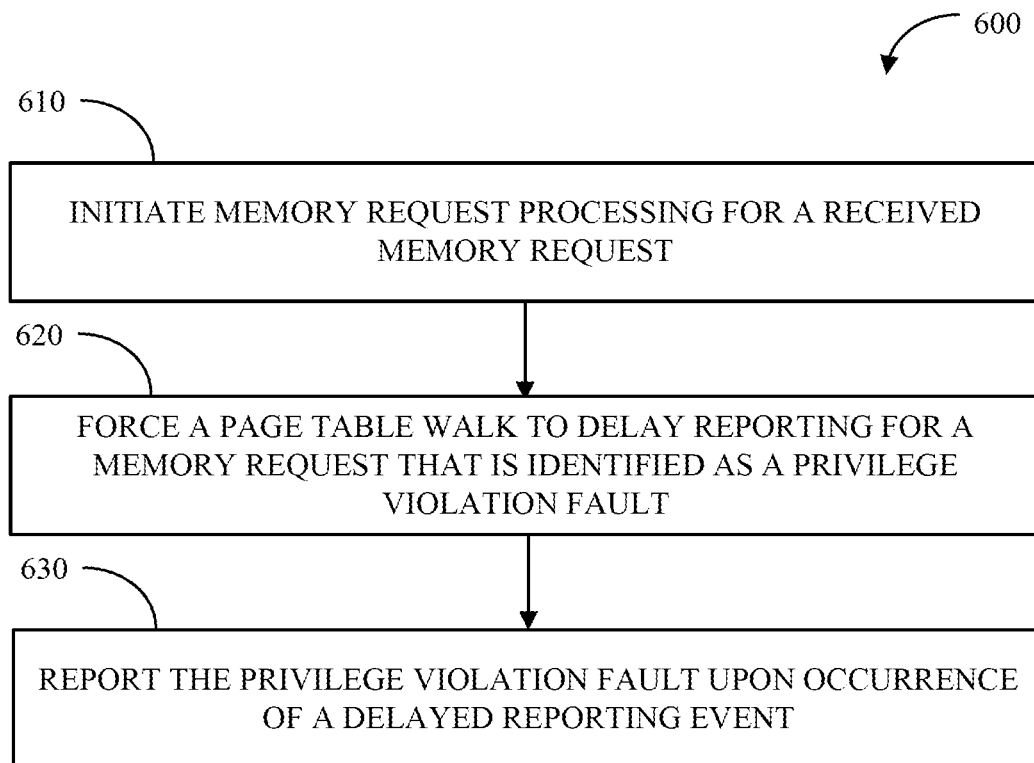 600
610
INITIATE MEMORY REQUEST PROCESSING FOR A RECEIVED
MEMORY REQUEST
620
FORCE A PAGE TABLE WALK TO DELAY REPORTING FOR A
MEMORY REQUEST THAT IS IDENTIFIED AS A PRIVILEGE
VIOLATION FAULT
630
REPORT THE PRIVILEGE VIOLATION FAULT UPON OCCURRENCE
OF A DELAYED REPORTING EVENT